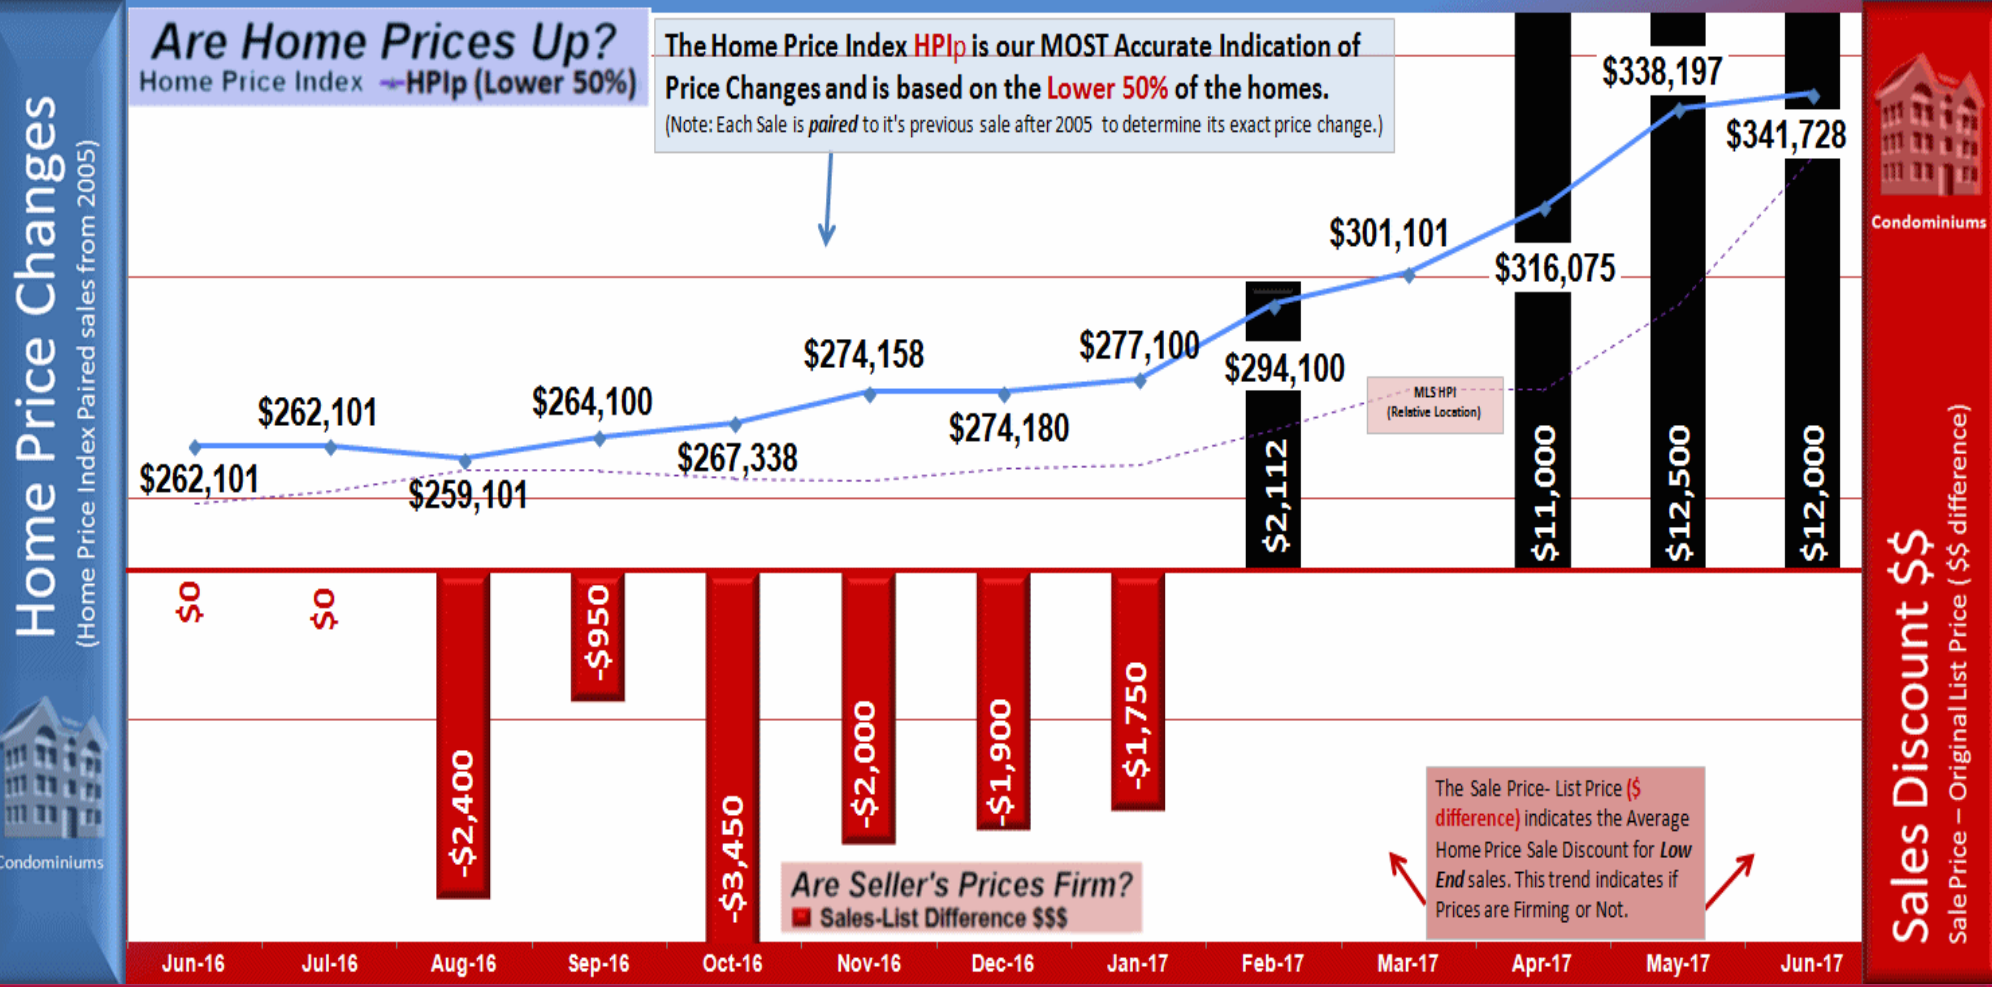 Are Home Prices Up?
Home Price Index HPIp (Lower 50%)
The Home Price Index HPIp is our MOST Accurate Indication of
Price Changes and is based on the Lower 50% of the homes.
(Note: Each Sale is paired to it's previous sale after 2005 to determine its exact price change.)
Home Price Changes
(Home Price Index Paired sales from 2005)
Condominiums
Condominiums
Sales Discount $$
Sale Price – Original List Price ( $$ difference)
$262,101
$262,101
$259,101
$264,100
$267,338
$274,158
$274,180
$277,100
$294,100
$301,101
$316,075
$338,197
$341,728
MLS HPI
(Relative Location)
$0
$0
-$2,400
-$950
-$3,450
-$2,000
-$1,900
-$1,750
$2,112
$11,000
$12,500
$12,000
Are Seller's Prices Firm?
Sales-List Difference $$$
The Sale Price- List Price ($
difference) indicates the Average
Home Price Sale Discount for Low
End sales. This trend indicates if
Prices are Firming or Not.
Jun-16 Jul-16 Aug-16 Sep-16 Oct-16 Nov-16 Dec-16 Jan-17 Feb-17 Mar-17 Apr-17 May-17 Jun-17